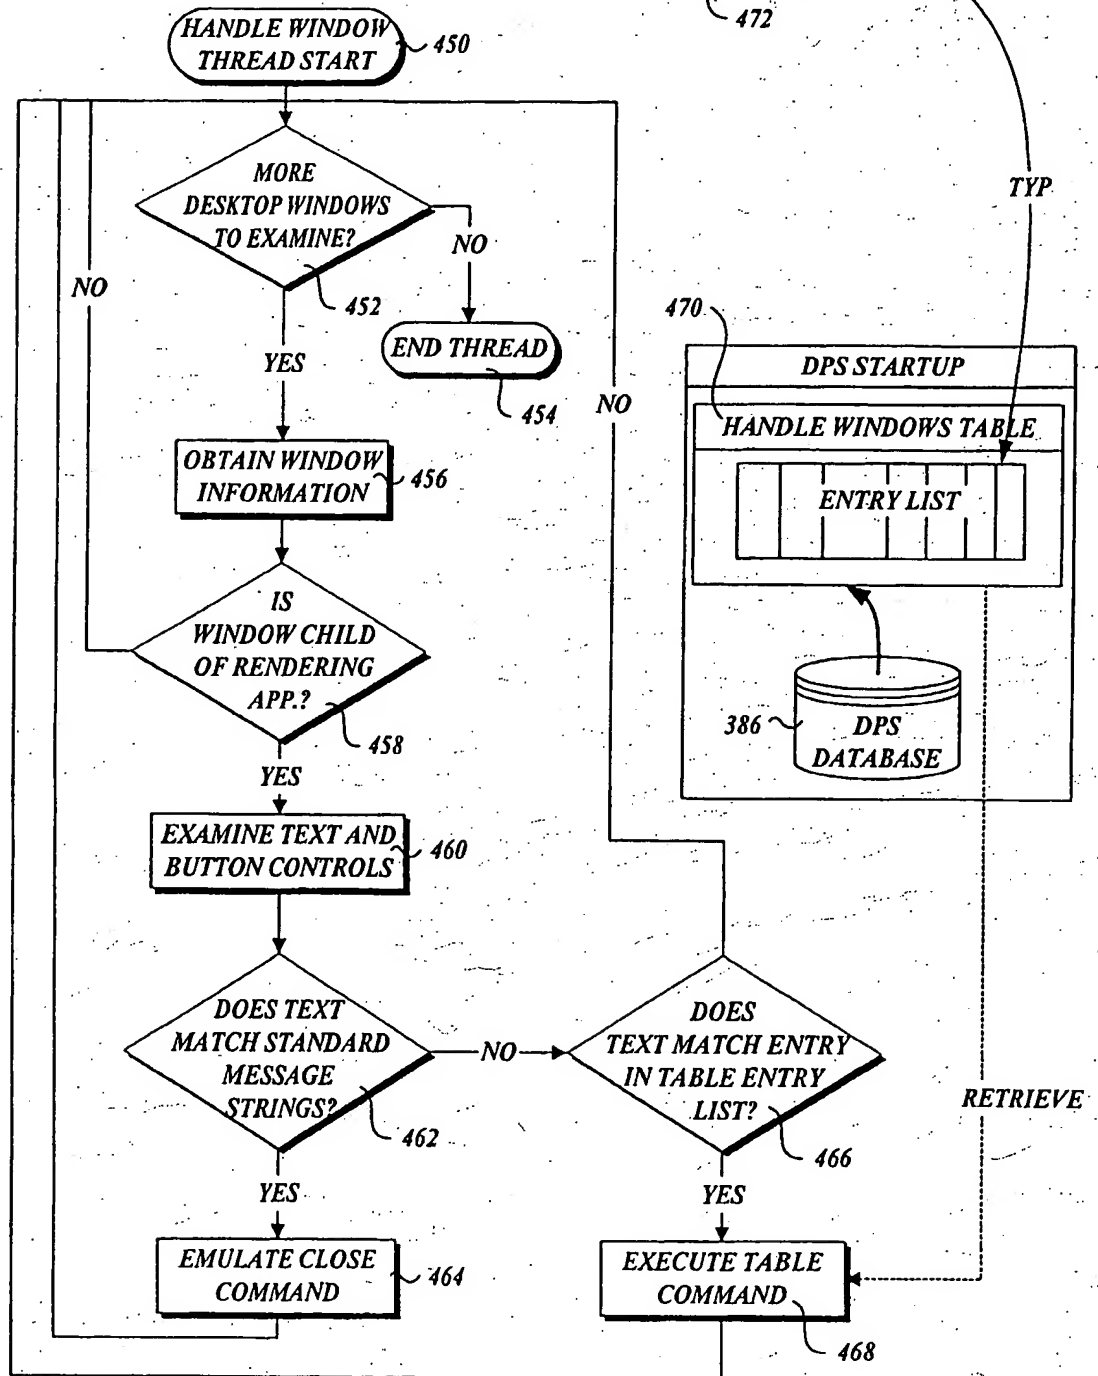 472
HANDLE WINDOW
THREAD START
450
MORE
DESKTOP WINDOWS
TO EXAMINE?
452
NO
END THREAD
454
NO
YES
NO
TYP
470
DPS STARTUP
HANDLE WINDOWS TABLE
ENTRY LIST
386
DPS
DATABASE
OBTAIN WINDOW
INFORMATION
456
IS
WINDOW CHILD
OF RENDERING
APP.?
458
YES
EXAMINE TEXT AND
BUTTON CONTROLS
460
DOES TEXT
MATCH STANDARD
MESSAGE
STRINGS?
462
NO
DOES
TEXT MATCH ENTRY
IN TABLE ENTRY
LIST?
466
RETRIEVE
YES
YES
EMULATE CLOSE
COMMAND
464
EXECUTE TABLE
COMMAND
468